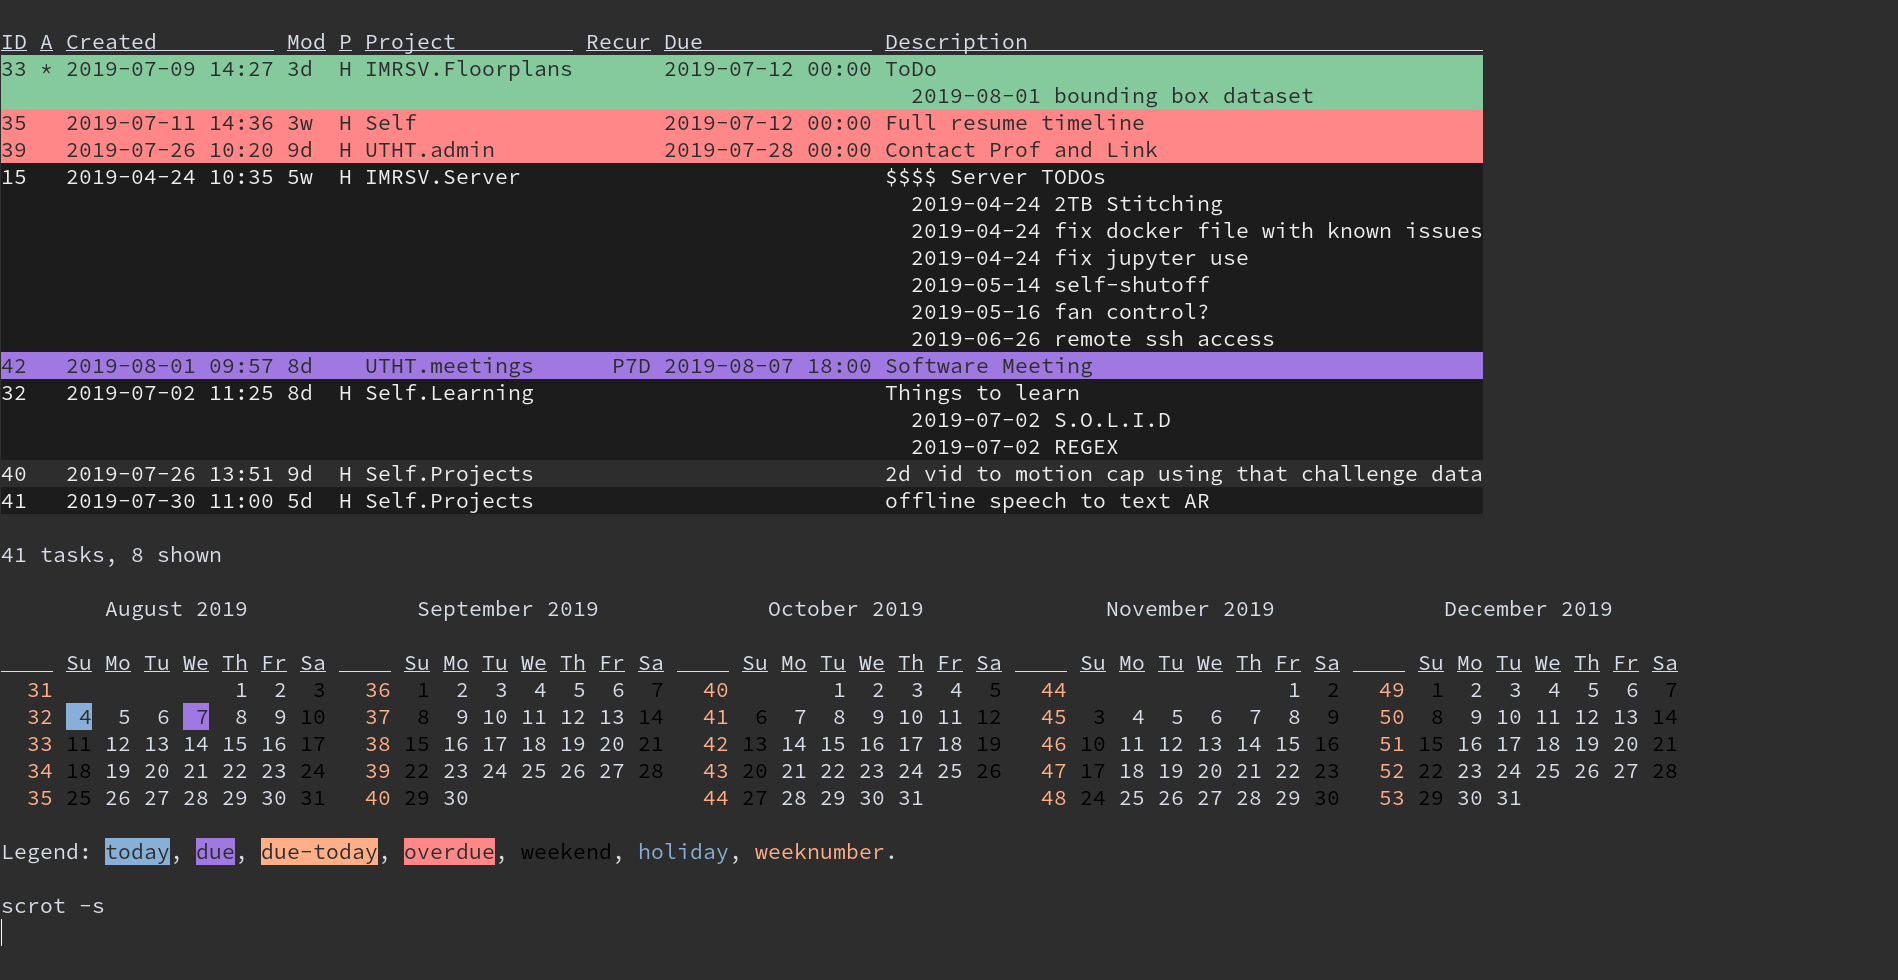 ID A Created Mod P Project Recur Due Description
33 * 2019-07-09 14:27 3d H IMRSV.Floorplans 2019-07-12 00:00 ToDo
2019-08-01 bounding box dataset
35 2019-07-11 14:36 3w H Self 2019-07-12 00:00 Full resume timeline
39 2019-07-26 10:20 9d H UTHT.admin 2019-07-28 00:00 Contact Prof and Link
15 2019-04-24 10:35 5w H IMRSV.Server $$$$ Server TODOs
2019-04-24 2TB Stitching
2019-04-24 fix docker file with known issues
2019-04-24 fix jupyter use
2019-05-14 self-shutoff
2019-05-16 fan control?
2019-06-26 remote ssh access
42 2019-08-01 09:57 8d UTHT.meetings P7D 2019-08-07 18:00 Software Meeting
32 2019-07-02 11:25 8d H Self.Learning Things to learn
2019-07-02 S.O.L.I.D
2019-07-02 REGEX
40 2019-07-26 13:51 9d H Self.Projects 2d vid to motion cap using that challenge data
41 2019-07-30 11:00 5d H Self.Projects offline speech to text AR
41 tasks, 8 shown
August 2019 September 2019 October 2019 November 2019 December 2019
Su Mo Tu We Th Fr Sa Su Mo Tu We Th Fr Sa Su Mo Tu We Th Fr Sa Su Mo Tu We Th Fr Sa Su Mo Tu We Th Fr Sa
31 1 2 3 36 1 2 3 4 5 6 7 40 1 2 3 4 5 44 1 2 49 1 2 3 4 5 6 7
32 4 5 6 7 8 9 10 37 8 9 10 11 12 13 14 41 6 7 8 9 10 11 12 45 3 4 5 6 7 8 9 50 8 9 10 11 12 13 14
33 11 12 13 14 15 16 17 38 15 16 17 18 19 20 21 42 13 14 15 16 17 18 19 46 10 11 12 13 14 15 16 51 15 16 17 18 19 20 21
34 18 19 20 21 22 23 24 39 22 23 24 25 26 27 28 43 20 21 22 23 24 25 26 47 17 18 19 20 21 22 23 52 22 23 24 25 26 27 28
35 25 26 27 28 29 30 31 40 29 30 44 27 28 29 30 31 48 24 25 26 27 28 29 30 53 29 30 31
Legend: today, due, due-today, overdue, weekend, holiday, weeknumber.
scrot -s